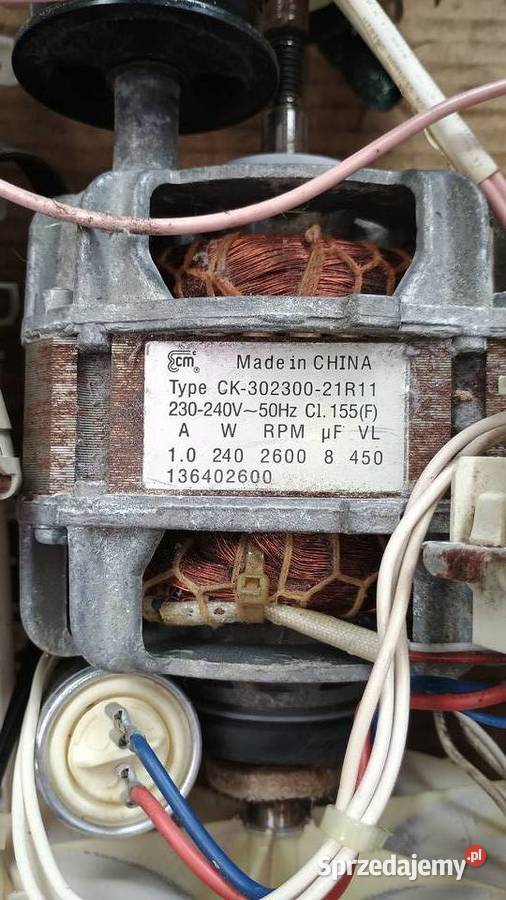 ecm Made in CHINA
Type CK-302300-21R11
230-240V~50Hz Cl. 155(F)
A W RPM µF VL
1.0 240 2600 8 450
136402600
Sprzedajemy.pl